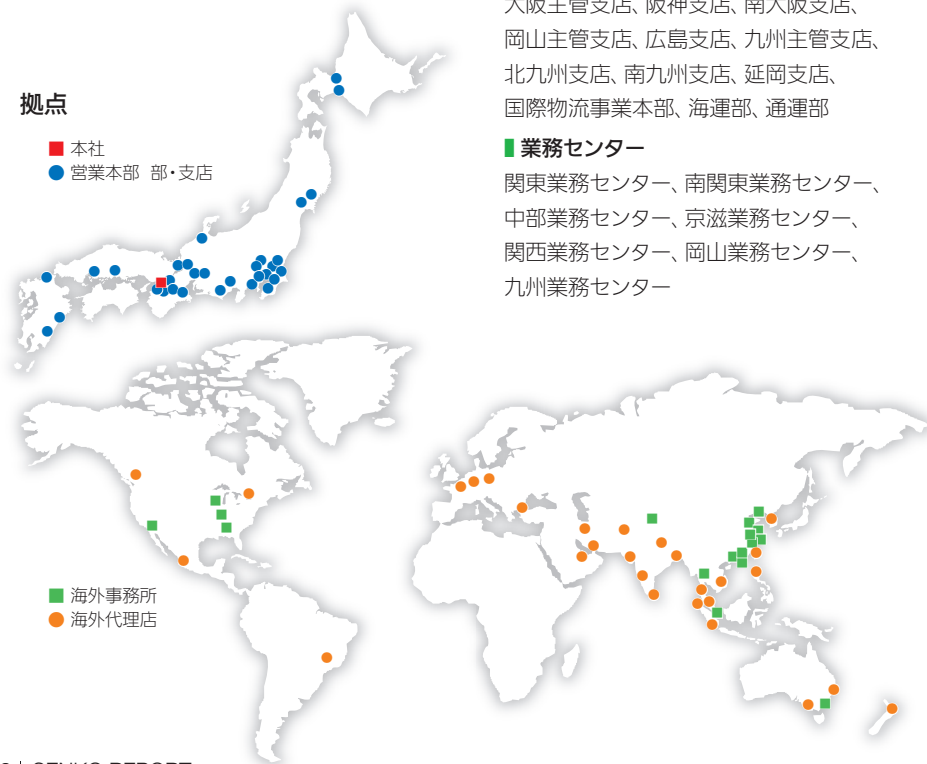 大阪主管支店、阪神支店、南大阪支店、
岡山主管支店、広島支店、九州主管支店、
北九州支店、南九州支店、延岡支店、
国際物流事業本部、海運部、通運部
業務センター
関東業務センター、南関東業務センター、
中部業務センター、京滋業務センター、
関西業務センター、岡山業務センター、
九州業務センター
拠点
本社
営業本部 部・支店
海外事務所
海外代理店